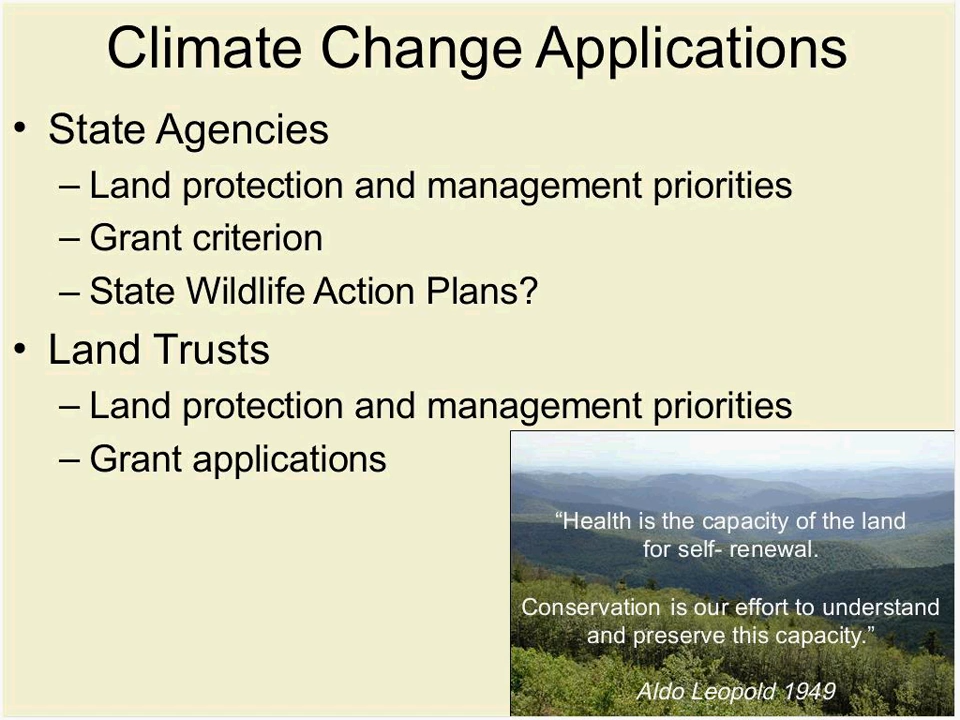 Climate Change Applications
• State Agencies
– Land protection and management priorities
– Grant criterion
– State Wildlife Action Plans?
• Land Trusts
– Land protection and management priorities
– Grant applications
“Health is the capacity of the land
for self- renewal.
Conservation is our effort to understand
and preserve this capacity.”
Aldo Leopold 1949